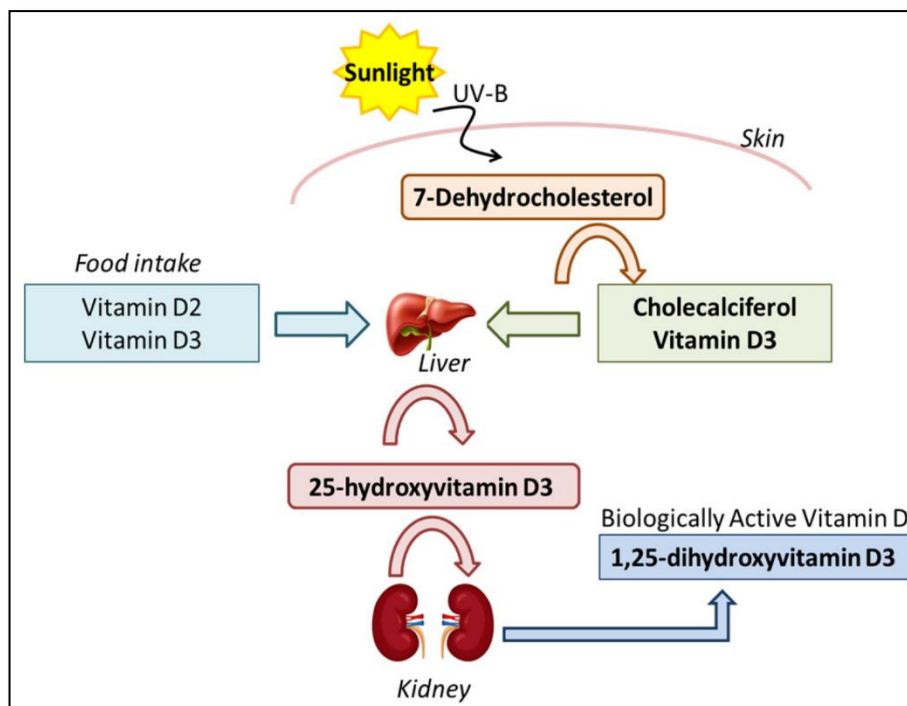 Sunlight
UV-B
Skin
7-Dehydrocholesterol
Food intake
Vitamin D2
Vitamin D3
Cholecalciferol
Vitamin D3
Liver
25-hydroxyvitamin D3
Biologically Active Vitamin D
1,25-dihydroxyvitamin D3
Kidney